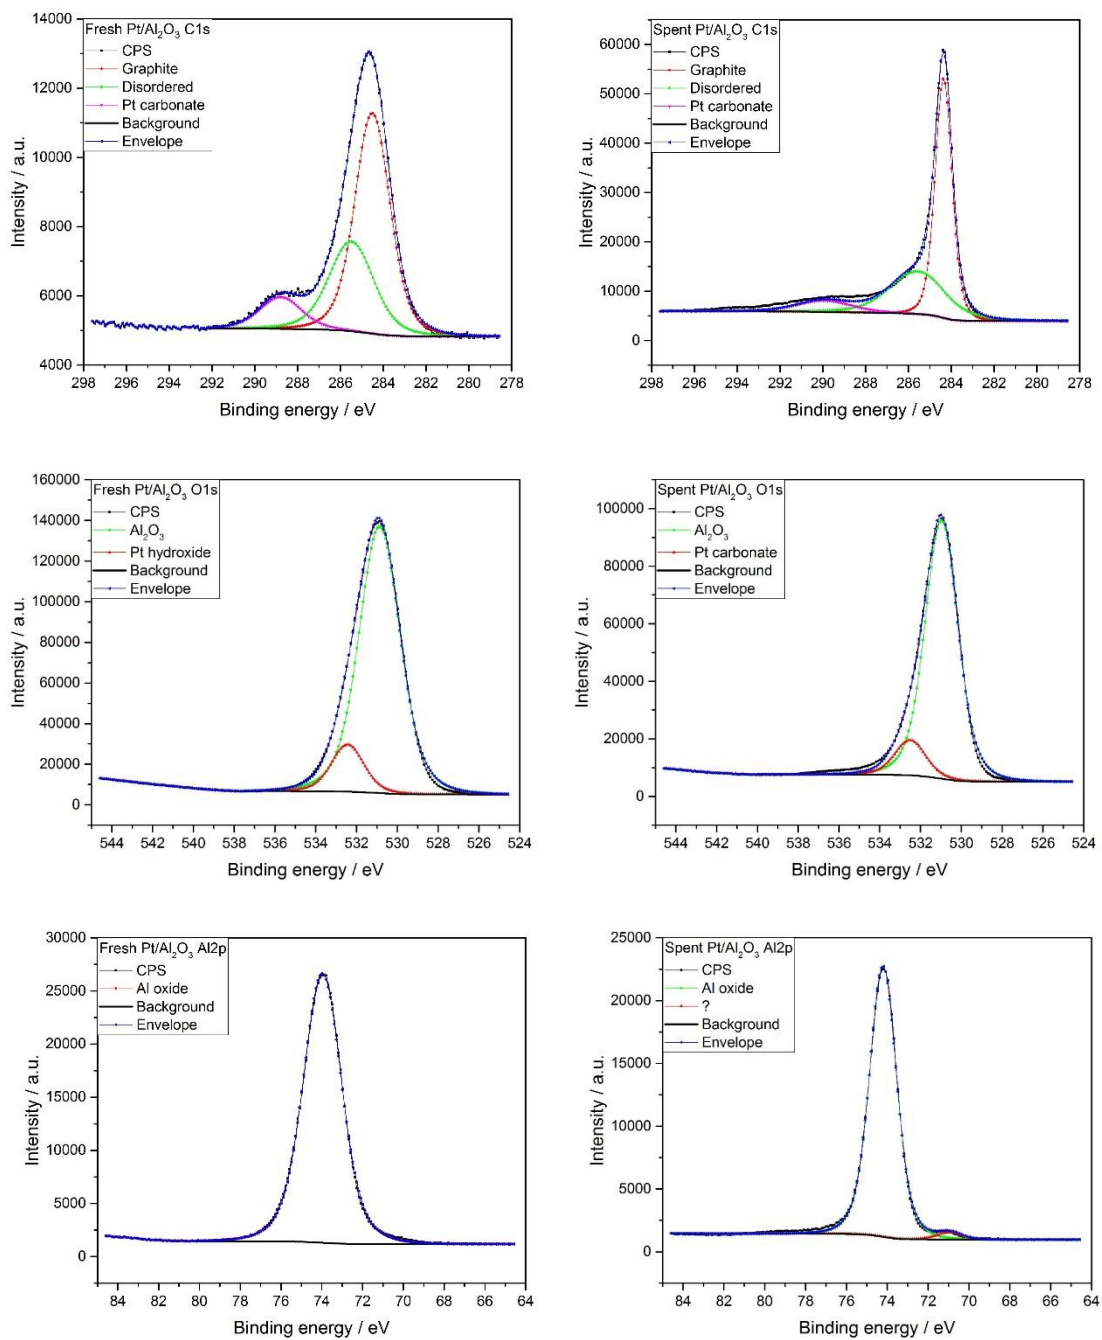 Fresh Pt/Al₂O₃ C1s
CPS
Graphite
Disordered
Pt carbonate
Background
Envelope
14000
12000
10000
8000
6000
4000
Intensity / a.u.
298 296 294 292 290 288 286 284 282 280 278
Binding energy / eV
Spent Pt/Al₂O₃ C1s
CPS
Graphite
Disordered
Pt carbonate
Background
Envelope
60000
50000
40000
30000
20000
10000
0
Intensity / a.u.
298 296 294 292 290 288 286 284 282 280 278
Binding energy / eV
Fresh Pt/Al₂O₃ O1s
CPS
Al₂O₃
Pt hydroxide
Background
Envelope
160000
140000
120000
100000
80000
60000
40000
20000
0
Intensity / a.u.
544 542 540 538 536 534 532 530 528 526 524
Binding energy / eV
Spent Pt/Al₂O₃ O1s
CPS
Al₂O₃
Pt carbonate
Background
Envelope
100000
80000
60000
40000
20000
0
Intensity / a.u.
544 542 540 538 536 534 532 530 528 526 524
Binding energy / eV
Fresh Pt/Al₂O₃ Al2p
CPS
Al oxide
Background
Envelope
30000
25000
20000
15000
10000
5000
0
Intensity / a.u.
84 82 80 78 76 74 72 70 68 66 64
Binding energy / eV
Spent Pt/Al₂O₃ Al2p
CPS
Al oxide
?
Background
Envelope
25000
20000
15000
10000
5000
0
Intensity / a.u.
84 82 80 78 76 74 72 70 68 66 64
Binding energy / eV